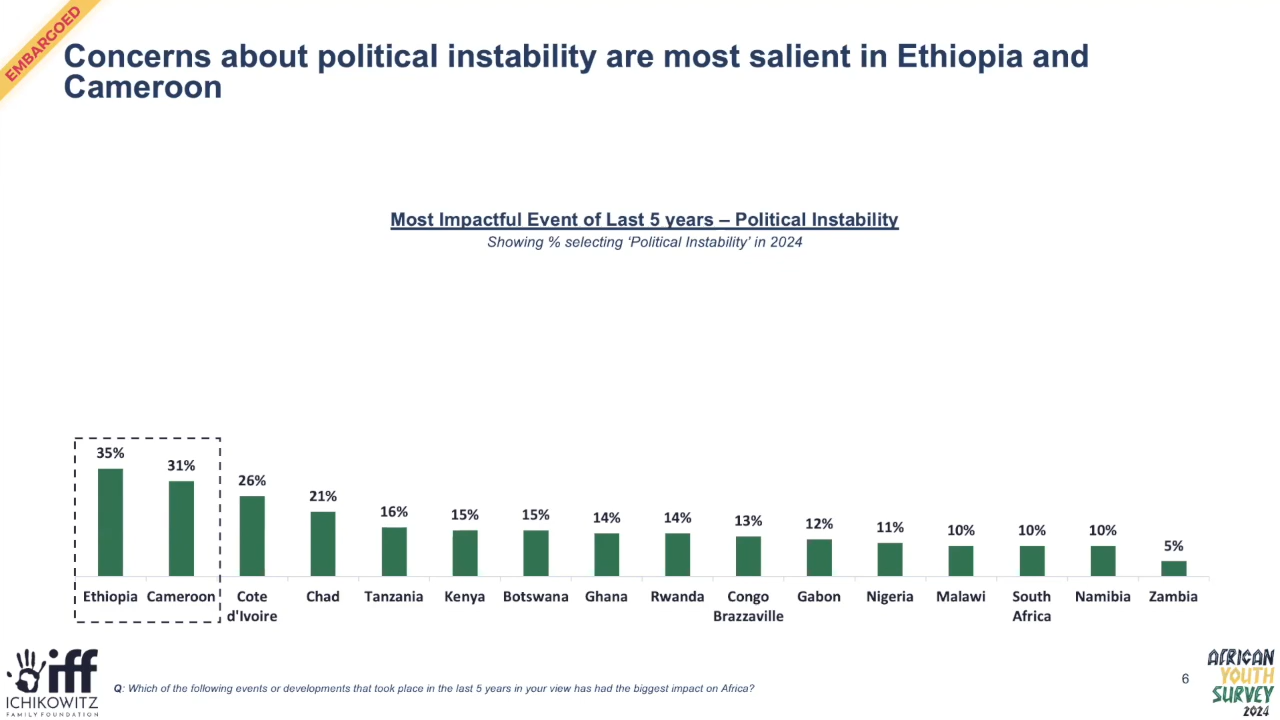 EMBARGOED
Concerns about political instability are most salient in Ethiopia and
Cameroon
Most Impactful Event of Last 5 years – Political Instability
Showing % selecting ‘Political Instability’ in 2024
35% 31% 26% 21% 16% 15% 15% 14% 14% 13% 12% 11% 10% 10% 10% 5%
Ethiopia Cameroon Cote Chad Tanzania Kenya Botswana Ghana Rwanda Congo Gabon Nigeria Malawi South Namibia Zambia
d'Ivoire Brazzaville Africa
iff
ICHIKOWITZ
FAMILY FOUNDATION
Q: Which of the following events or developments that took place in the last 5 years in your view has had the biggest impact on Africa?
6
AFRICAN
YOUTH
SURVEY
2024